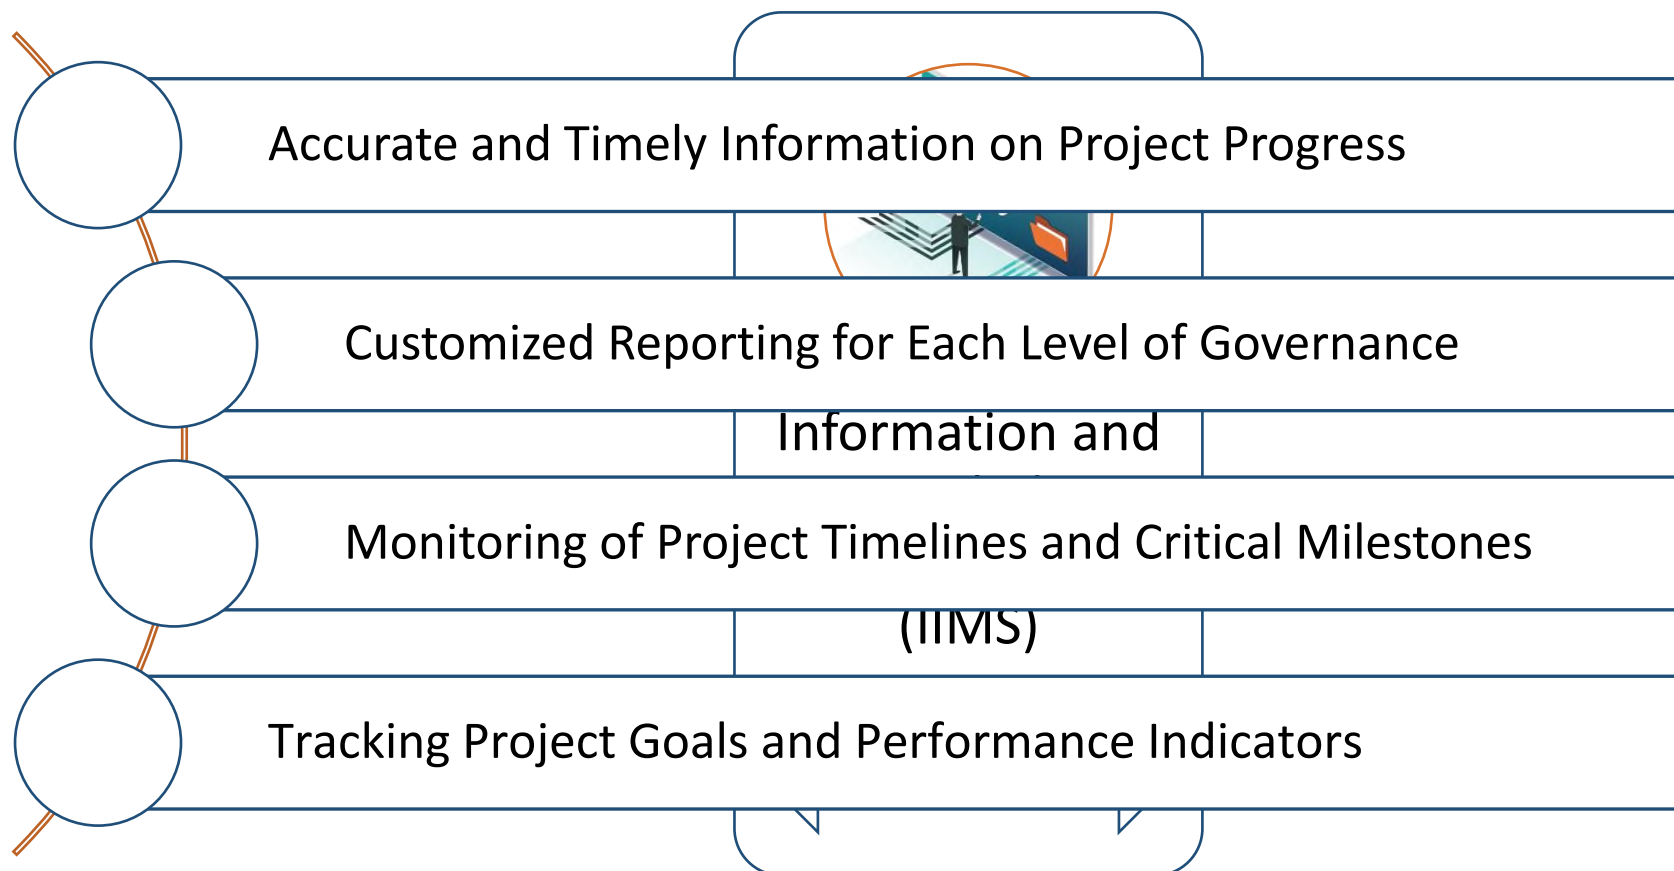 Accurate and Timely Information on Project Progress
Customized Reporting for Each Level of Governance
Information and
Monitoring of Project Timelines and Critical Milestones
(IIMS)
Tracking Project Goals and Performance Indicators